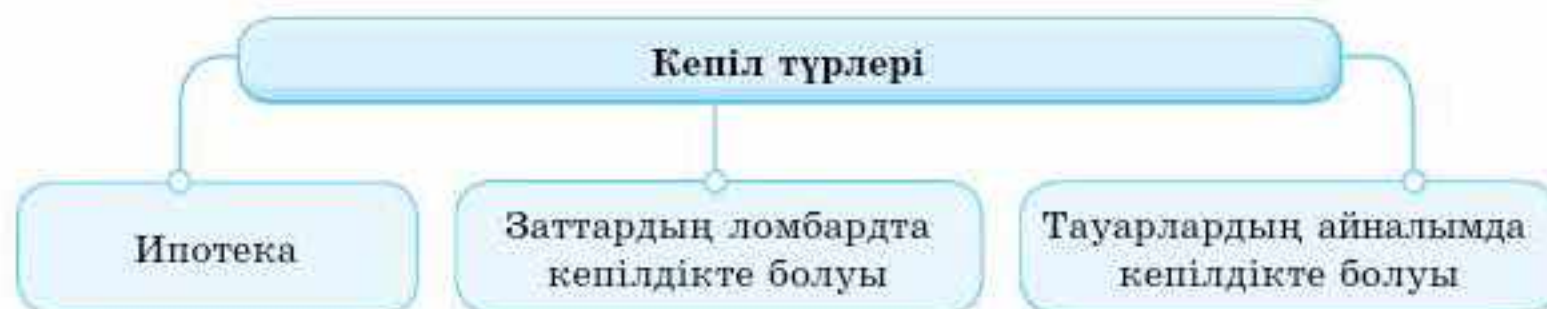 Кепіл түрлері
Ипотека
Заттардың ломбардта
кепілдікте болуы
Тауарлардың айналымда
кепілдікте болуы